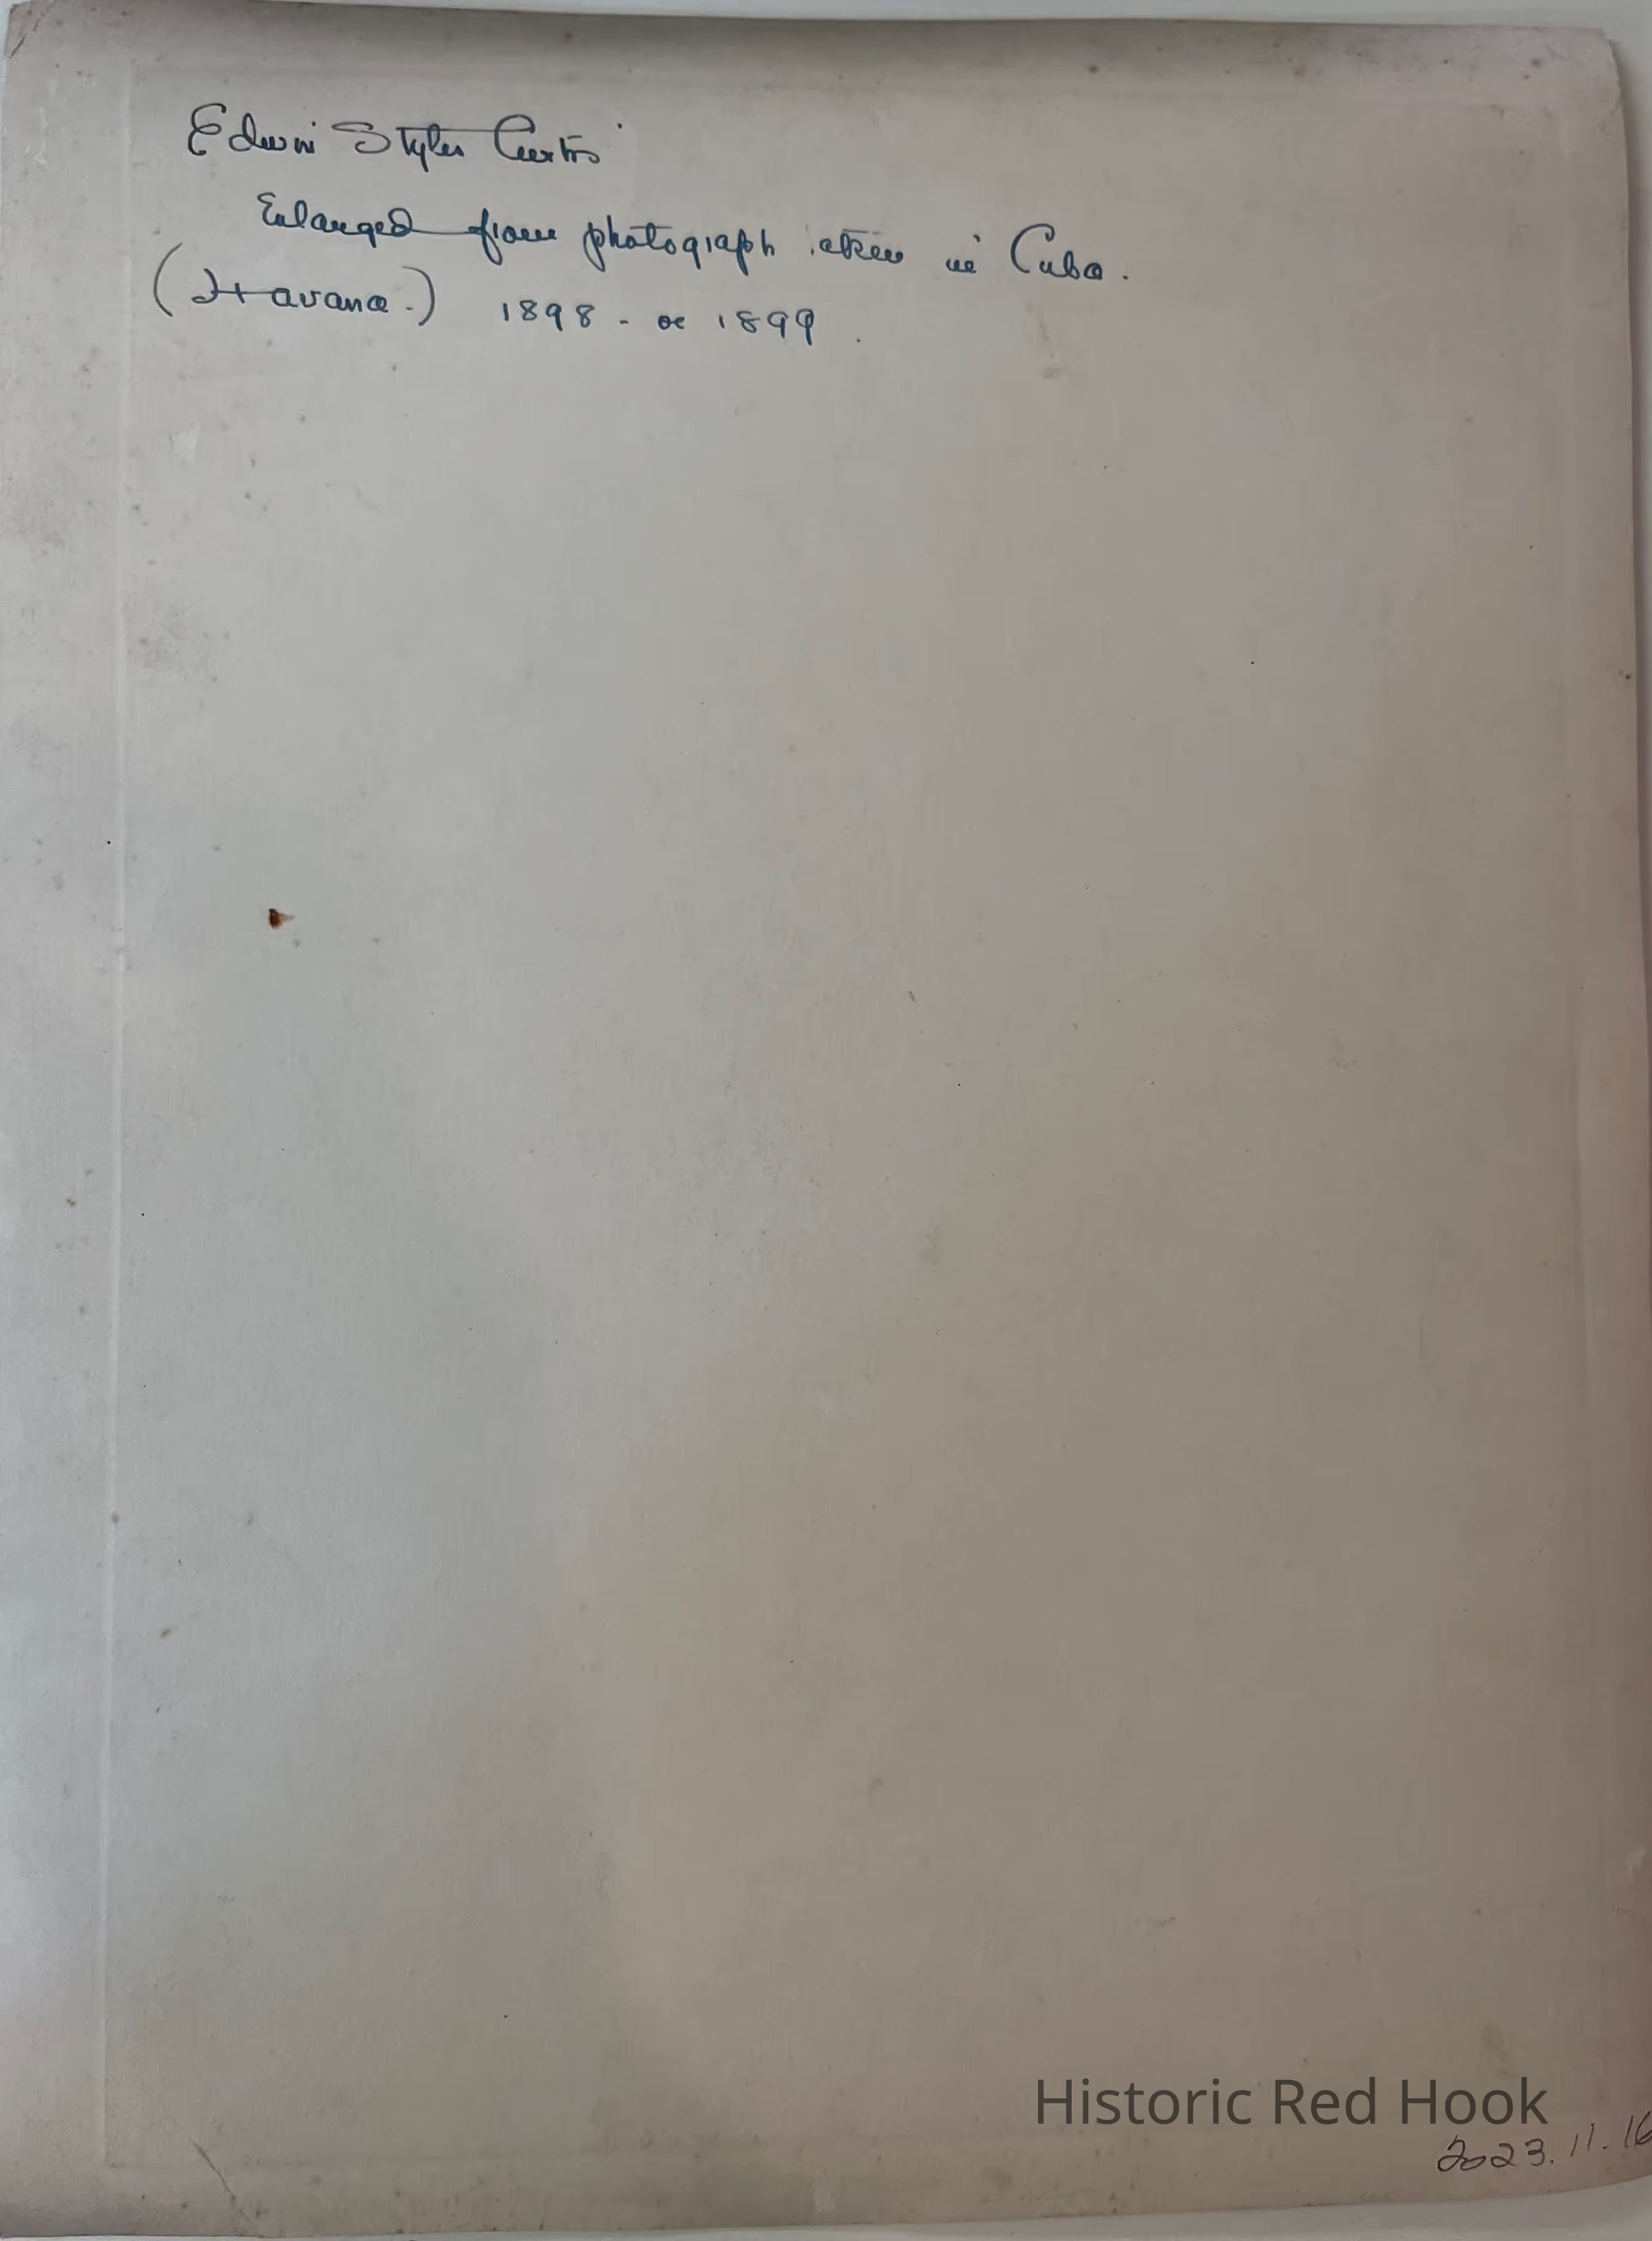 Edwin Styles Curtis
Enlarged from photograph taken in Cuba.
(Havana.) 1898 - or 1899.
Historic Red Hook
2023.11.16